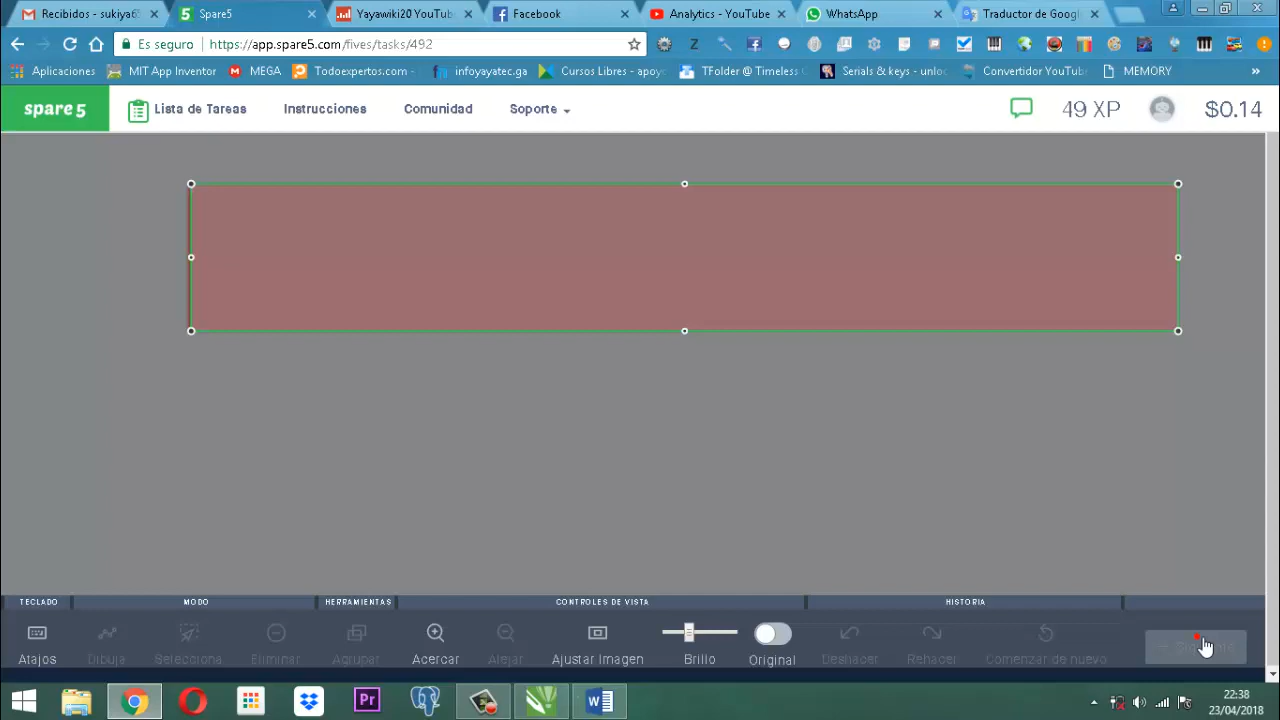 Recibidos - sukiya6
Spare5
Yayawiki20 YouTub
Facebook
Analytics - YouTube
WhatsApp
Traductor de Googl
Es seguro https://app.spare5.com/fives/tasks/492
Aplicaciones MIT App Inventor MEGA Todoexpertos.com - infoyayatec.ga Cursos Libres - apoy TFolder @ Timeless Serials & keys - unloc Convertidor YouTub MEMORY »
spare5 Lista de Tareas Instrucciones Comunidad Soporte 49 XP $0.14
TECLADO MODO HERRAMIENTAS CONTROLES DE VISTA HISTORIA
Atajos Dibuja Selecciona Eliminar Agrupar Acercar Alejar Ajustar Imagen Brillo Original Deshacer Rehacer Comenzar de nuevo
Pr
22:38
23/04/2018